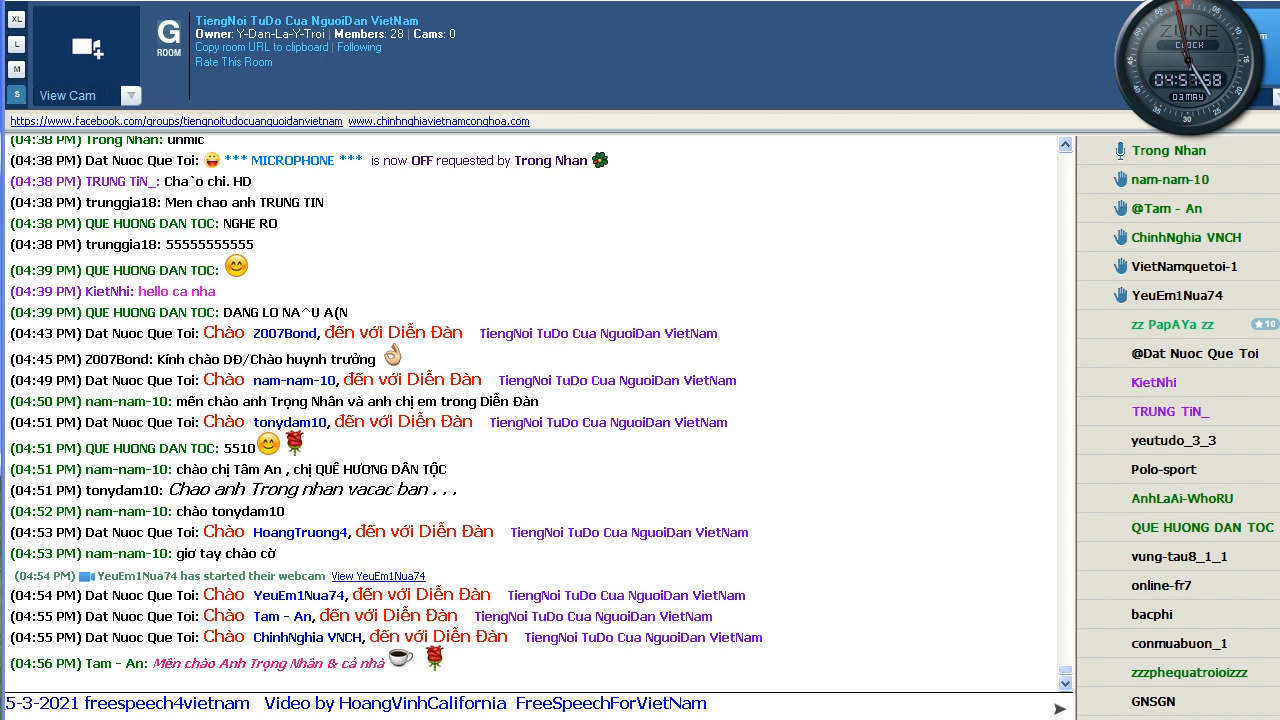 XL
L
M
S
View Cam
G
ROOM
TiengNoi TuDo Cua NguoiDan VietNam
Owner: Y-Dan-La-Y-Troi | Members: 28 | Cams: 0
Copy room URL to clipboard | Following
Rate This Room
ZUNE
CLOCK
04:57:58
03 MAY
https://www.facebook.com/groups/tiengnoitudocuanguoidanvietnam www.chinhnghiavietnamconghoa.com
(04:38 PM) Trong Nhan: unmic
(04:38 PM) Dat Nuoc Que Toi: 😜 *** MICROPHONE *** is now OFF requested by Trong Nhan 🍀
(04:38 PM) TRUNG TiN_: Cha`o chi. HD
(04:38 PM) trunggia18: Men chao anh TRUNG TIN
(04:38 PM) QUE HUONG DAN TOC: NGHE RO
(04:38 PM) trunggia18: 55555555555
(04:39 PM) QUE HUONG DAN TOC: 😊
(04:39 PM) KietNhi: hello ca nha
(04:39 PM) QUE HUONG DAN TOC: DANG LO NA^U A(N
(04:43 PM) Dat Nuoc Que Toi: Chào Z007Bond, đến với Diễn Đàn TiengNoi TuDo Cua NguoiDan VietNam
(04:45 PM) Z007Bond: Kính chào DĐ/Chào huynh trưởng 👌
(04:49 PM) Dat Nuoc Que Toi: Chào nam-nam-10, đến với Diễn Đàn TiengNoi TuDo Cua NguoiDan VietNam
(04:50 PM) nam-nam-10: mến chào anh Trọng Nhân và anh chị em trong Diễn Đàn
(04:51 PM) Dat Nuoc Que Toi: Chào tonydam10, đến với Diễn Đàn TiengNoi TuDo Cua NguoiDan VietNam
(04:51 PM) QUE HUONG DAN TOC: 5510 😊 🌹
(04:51 PM) nam-nam-10: chào chị Tâm An , chị QUÊ HƯƠNG DÂN TỘC
(04:51 PM) tonydam10: Chao anh Trong nhan vacac ban . . .
(04:52 PM) nam-nam-10: chào tonydam10
(04:53 PM) Dat Nuoc Que Toi: Chào HoangTruong4, đến với Diễn Đàn TiengNoi TuDo Cua NguoiDan VietNam
(04:53 PM) nam-nam-10: giơ tay chào cờ
(04:54 PM) YeuEm1Nua74 has started their webcam View YeuEm1Nua74
(04:54 PM) Dat Nuoc Que Toi: Chào YeuEm1Nua74, đến với Diễn Đàn TiengNoi TuDo Cua NguoiDan VietNam
(04:55 PM) Dat Nuoc Que Toi: Chào Tam - An, đến với Diễn Đàn TiengNoi TuDo Cua NguoiDan VietNam
(04:55 PM) Dat Nuoc Que Toi: Chào ChinhNghia VNCH, đến với Diễn Đàn TiengNoi TuDo Cua NguoiDan VietNam
(04:56 PM) Tam - An: Mến chào Anh Trọng Nhân & cả nhà ☕ 🌹
5-3-2021 freespeech4vietnam Video by HoangVinhCalifornia FreeSpeechForVietNam
Trong Nhan
nam-nam-10
@Tam - An
ChinhNghia VNCH
VietNamquetoi-1
YeuEm1Nua74
zz PapAYa zz ★10
@Dat Nuoc Que Toi
KietNhi
TRUNG TiN_
yeutudo_3_3
Polo-sport
AnhLaAi-WhoRU
QUE HUONG DAN TOC
vung-tau8_1_1
online-fr7
bacphi
conmuabuon_1
zzzphequatroioizzz
GNSGN